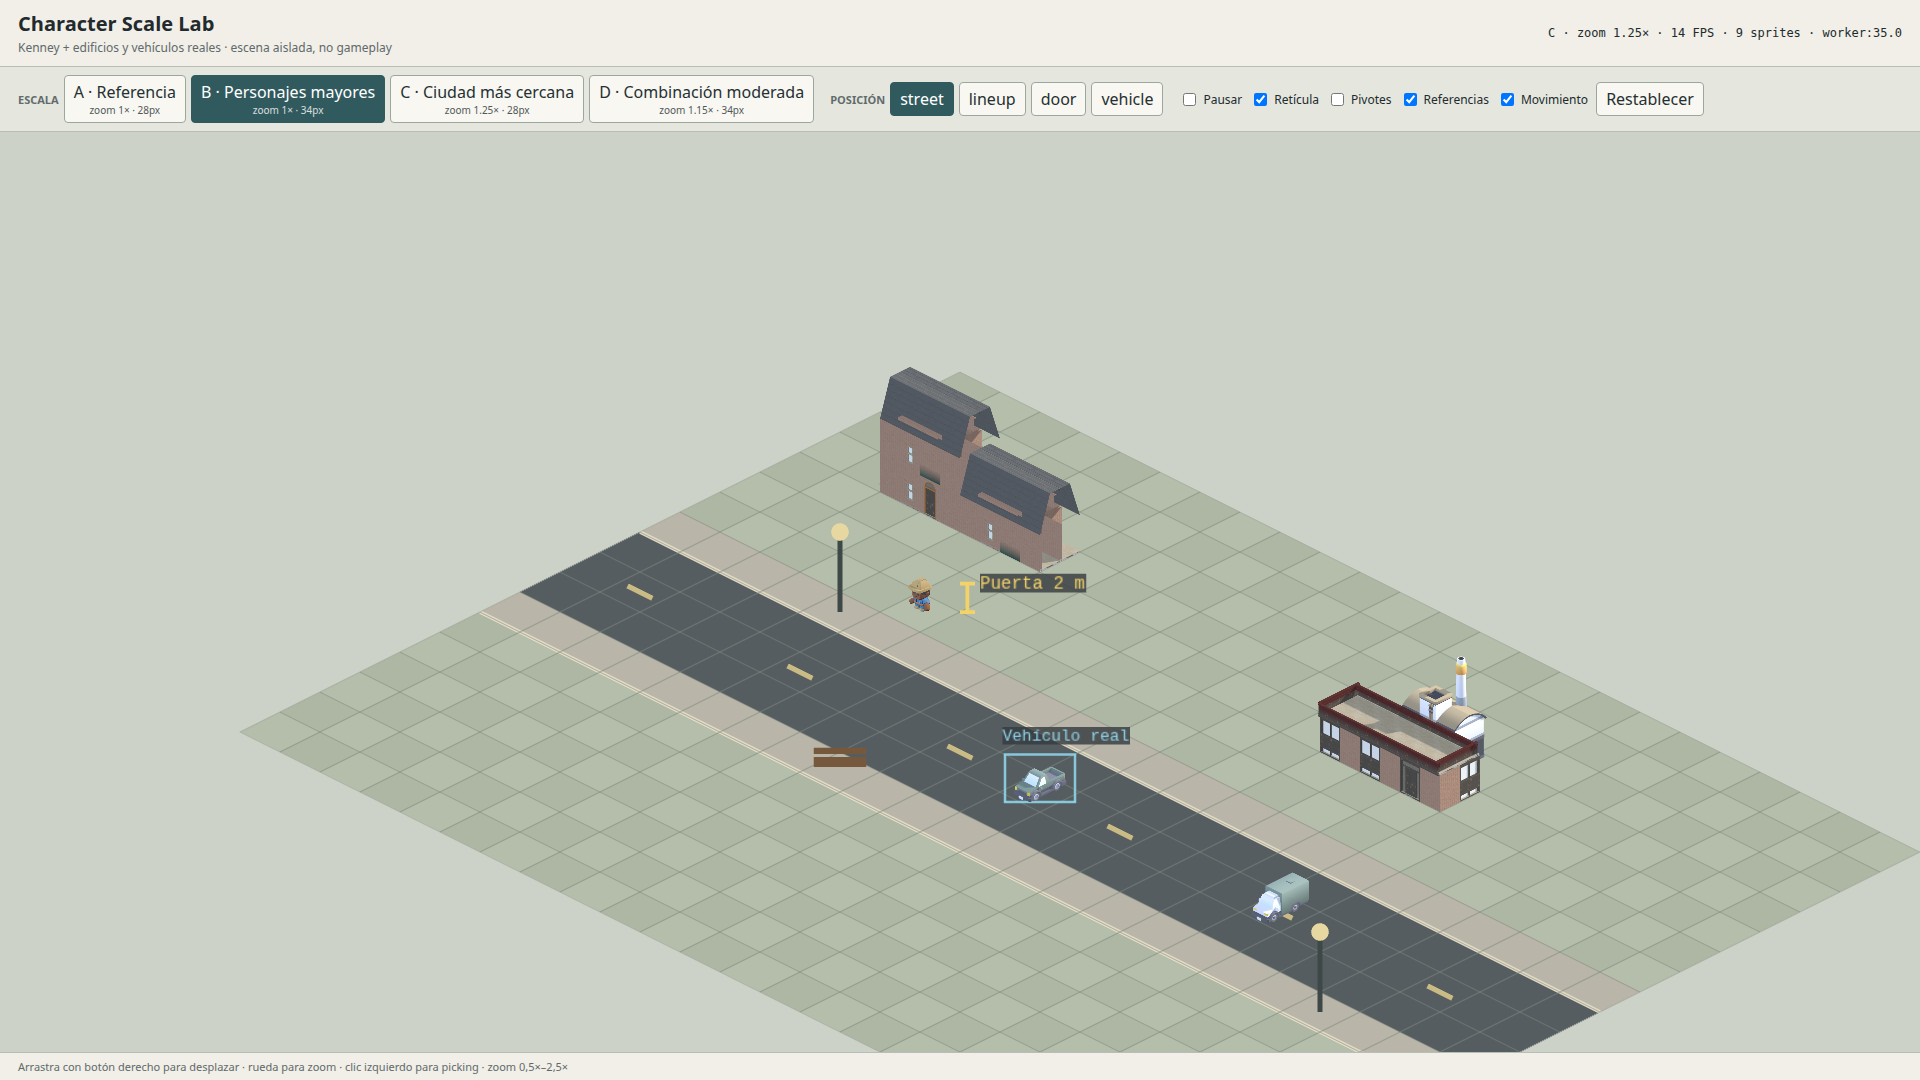 Character Scale Lab
Kenney + edificios y vehículos reales · escena aislada, no gameplay
C · zoom 1.25× · 14 FPS · 9 sprites · worker:35.0
ESCALA
A · Referencia
zoom 1× · 28px
B · Personajes mayores
zoom 1× · 34px
C · Ciudad más cercana
zoom 1.25× · 28px
D · Combinación moderada
zoom 1.15× · 34px
POSICIÓN
street
lineup
door
vehicle
Pausar
Retícula
Pivotes
Referencias
Movimiento
Restablecer
Puerta 2 m
Vehículo real
Arrastra con botón derecho para desplazar · rueda para zoom · clic izquierdo para picking · zoom 0,5×–2,5×